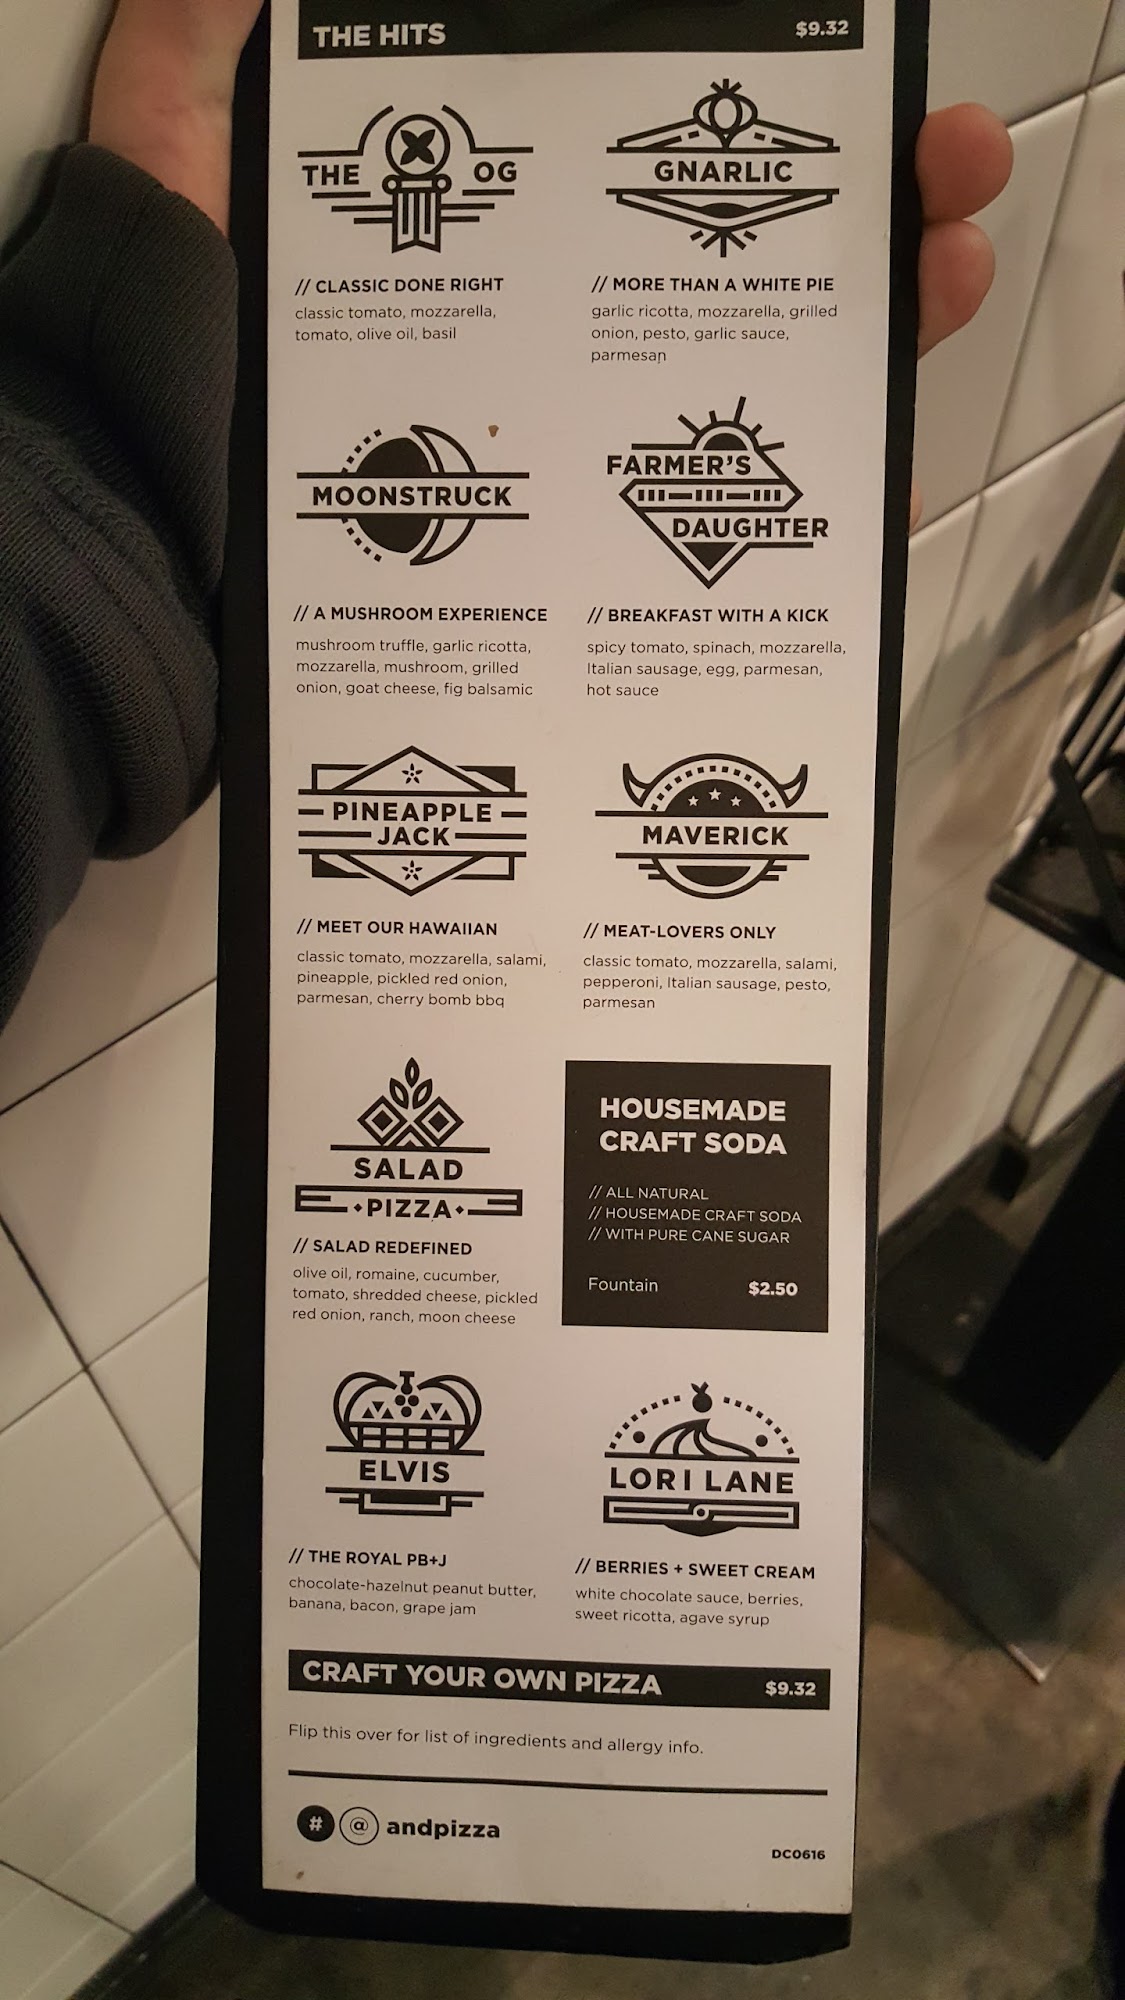 THE HITS $9.32
THE OG
// CLASSIC DONE RIGHT
classic tomato, mozzarella,
tomato, olive oil, basil
GNARLIC
// MORE THAN A WHITE PIE
garlic ricotta, mozzarella, grilled
onion, pesto, garlic sauce,
parmesan
MOONSTRUCK
// A MUSHROOM EXPERIENCE
mushroom truffle, garlic ricotta,
mozzarella, mushroom, grilled
onion, goat cheese, fig balsamic
FARMER'S
DAUGHTER
// BREAKFAST WITH A KICK
spicy tomato, spinach, mozzarella,
Italian sausage, egg, parmesan,
hot sauce
PINEAPPLE
JACK
// MEET OUR HAWAIIAN
classic tomato, mozzarella, salami,
pineapple, pickled red onion,
parmesan, cherry bomb bbq
MAVERICK
// MEAT-LOVERS ONLY
classic tomato, mozzarella, salami,
pepperoni, Italian sausage, pesto,
parmesan
SALAD
PIZZA
// SALAD REDEFINED
olive oil, romaine, cucumber,
tomato, shredded cheese, pickled
red onion, ranch, moon cheese
HOUSEMADE
CRAFT SODA
// ALL NATURAL
// HOUSEMADE CRAFT SODA
// WITH PURE CANE SUGAR
Fountain $2.50
ELVIS
// THE ROYAL PB+J
chocolate-hazelnut peanut butter,
banana, bacon, grape jam
LORI LANE
// BERRIES + SWEET CREAM
white chocolate sauce, berries,
sweet ricotta, agave syrup
CRAFT YOUR OWN PIZZA $9.32
Flip this over for list of ingredients and allergy info.
# @ andpizza
DC0616